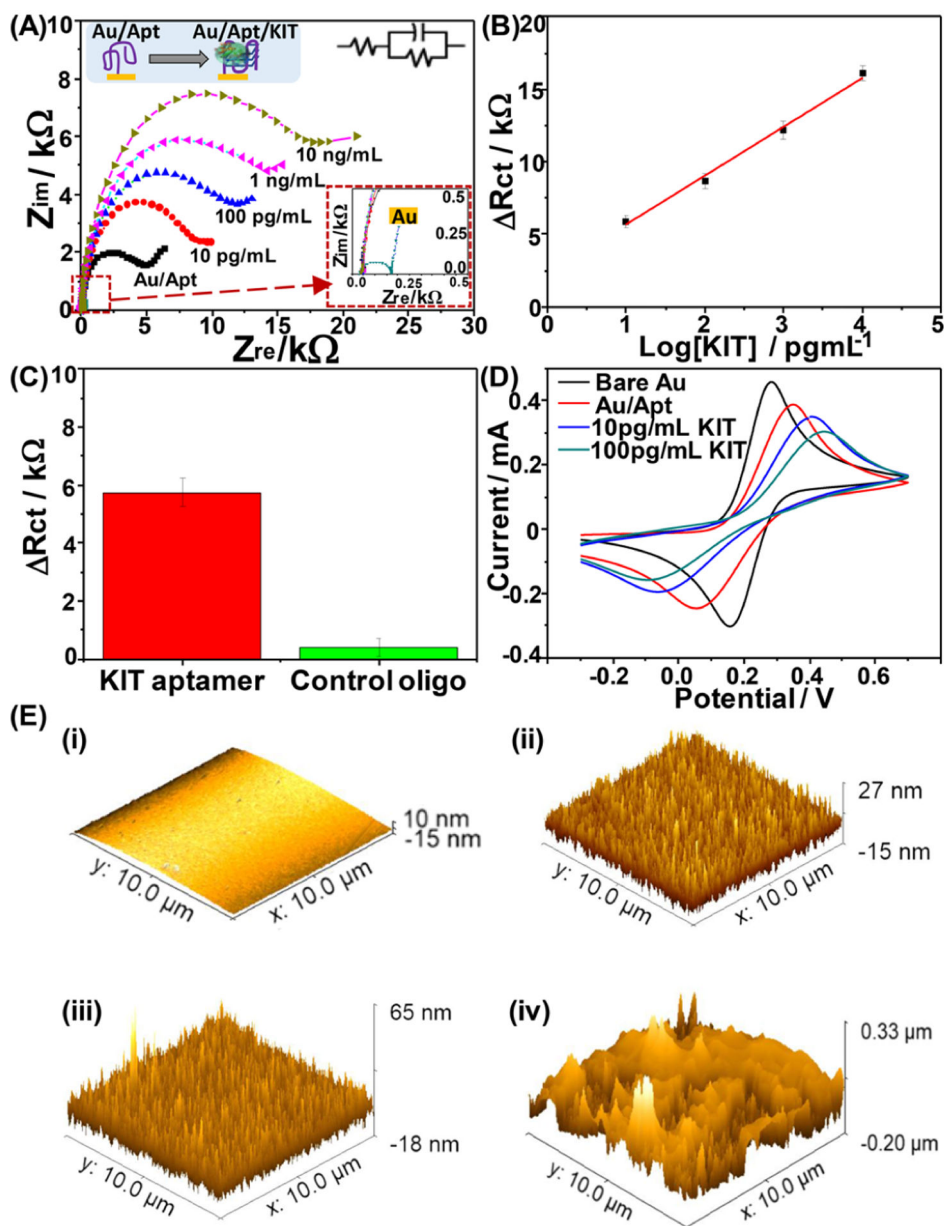 (A)
Au/Apt Au/Apt/KIT
10
8
6
4
2
0
Zim / kΩ
10 ng/mL
1 ng/mL
100 pg/mL
10 pg/mL
Au/Apt
Zim/kΩ
Au
0.5
0.25
0.0
0.0 0.25 0.5
Zre/kΩ
0 5 10 15 20 25 30
Zre/kΩ
(B)
20
15
10
5
0
ΔRct / kΩ
0 1 2 3 4 5
Log[KIT] / pgmL-1
(C)
10
8
6
4
2
0
ΔRct / kΩ
KIT aptamer Control oligo
(D)
Bare Au
Au/Apt
10pg/mL KIT
100pg/mL KIT
0.4
0.2
0
-0.2
-0.4
Current / mA
-0.2 0.0 0.2 0.4 0.6 0.8
Potential / V
(E)
(i)
10 nm
-15 nm
y: 10.0 µm
x: 10.0 µm
(ii)
27 nm
-15 nm
y: 10.0 µm
x: 10.0 µm
(iii)
65 nm
-18 nm
y: 10.0 µm
x: 10.0 µm
(iv)
0.33 µm
-0.20 µm
y: 10.0 µm
x: 10.0 µm